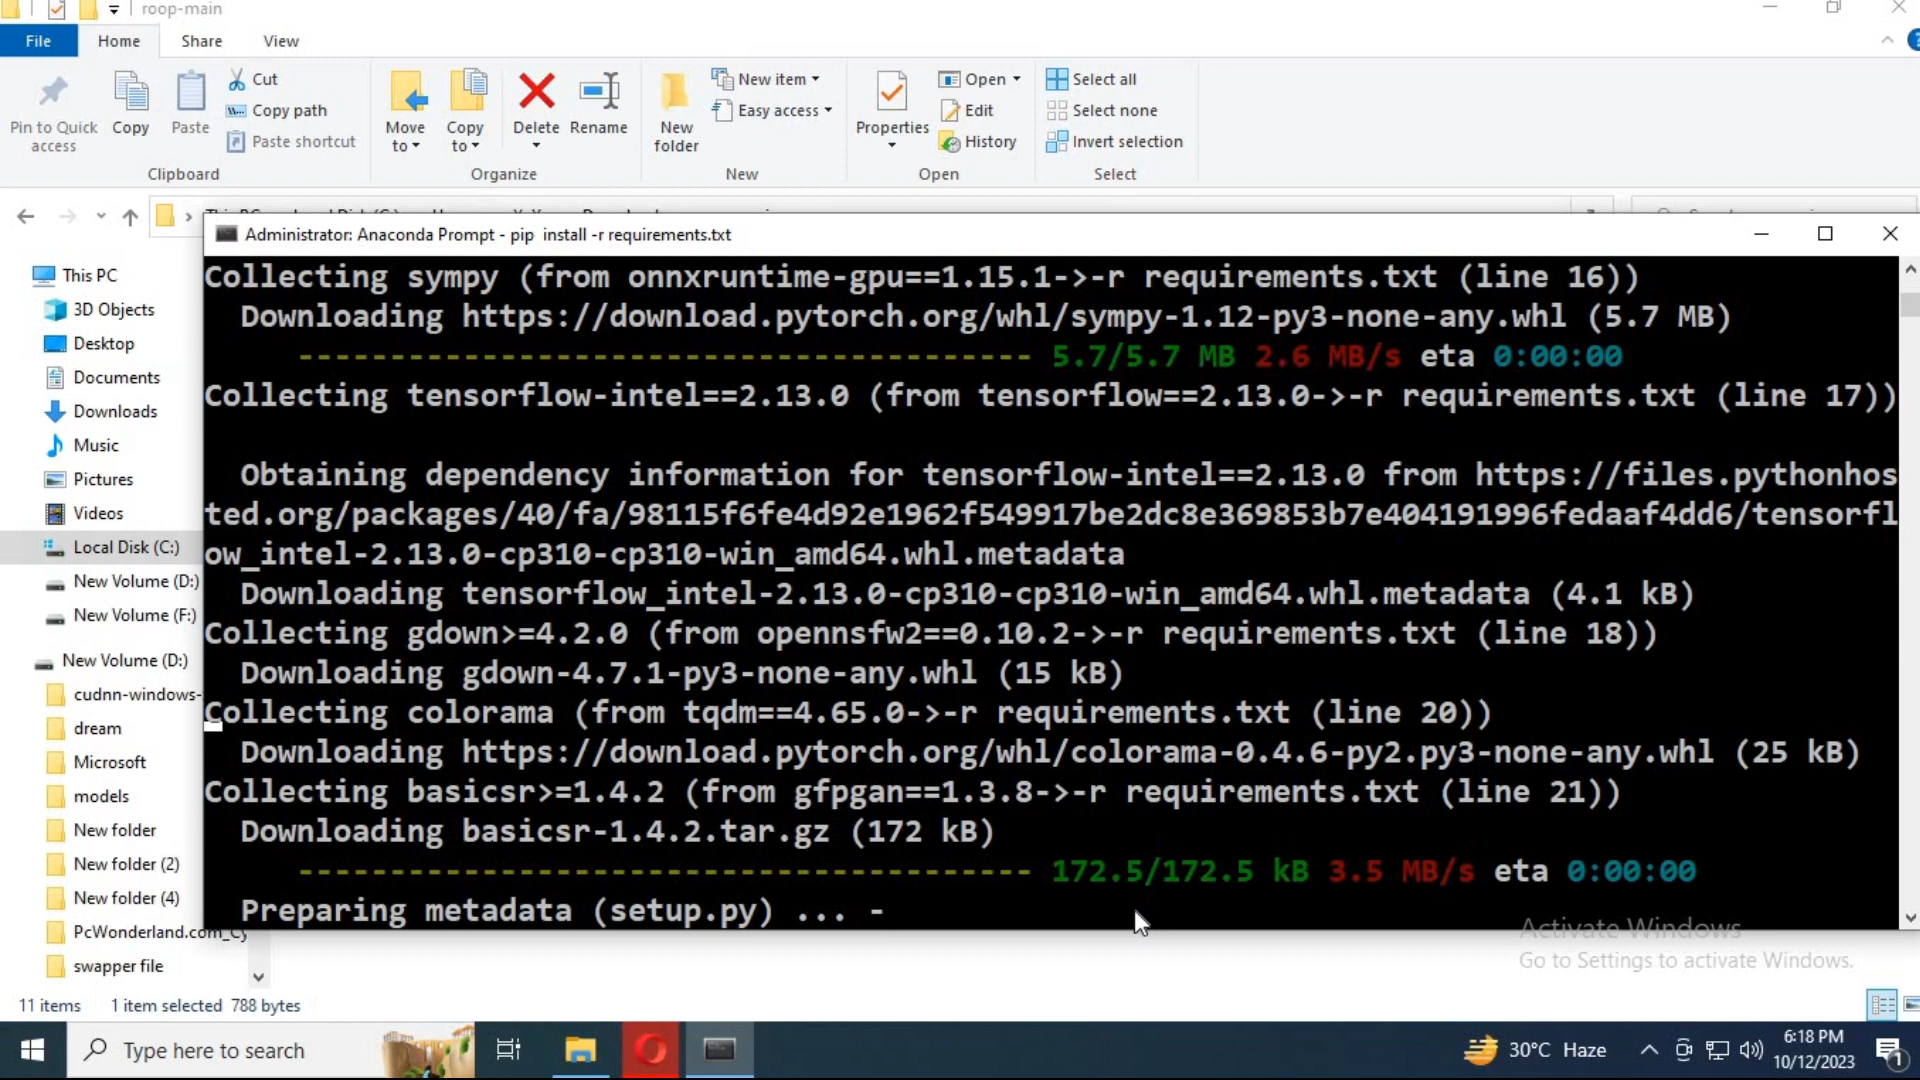 roop-main
File
Home
Share
View
Pin to Quick access
Copy
Paste
Cut
Copy path
Paste shortcut
Clipboard
Move to
Copy to
Delete
Rename
Organize
New folder
New item
Easy access
New
Properties
Open
Edit
History
Open
Select all
Select none
Invert selection
Select
Administrator: Anaconda Prompt - pip  install -r requirements.txt
Collecting sympy (from onnxruntime-gpu==1.15.1->-r requirements.txt (line 16))
Downloading https://download.pytorch.org/whl/sympy-1.12-py3-none-any.whl (5.7 MB)
---------------------------------------- 5.7/5.7 MB 2.6 MB/s eta 0:00:00
Collecting tensorflow-intel==2.13.0 (from tensorflow==2.13.0->-r requirements.txt (line 17))
Obtaining dependency information for tensorflow-intel==2.13.0 from https://files.pythonhos
ted.org/packages/40/fa/98115f6fe4d92e1962f549917be2dc8e369853b7e404191996fedaaf4dd6/tensorfl
ow_intel-2.13.0-cp310-cp310-win_amd64.whl.metadata
Downloading tensorflow_intel-2.13.0-cp310-cp310-win_amd64.whl.metadata (4.1 kB)
Collecting gdown>=4.2.0 (from opennsfw2==0.10.2->-r requirements.txt (line 18))
Downloading gdown-4.7.1-py3-none-any.whl (15 kB)
Collecting colorama (from tqdm==4.65.0->-r requirements.txt (line 20))
Downloading https://download.pytorch.org/whl/colorama-0.4.6-py2.py3-none-any.whl (25 kB)
Collecting basicsr>=1.4.2 (from gfpgan==1.3.8->-r requirements.txt (line 21))
Downloading basicsr-1.4.2.tar.gz (172 kB)
---------------------------------------- 172.5/172.5 kB 3.5 MB/s eta 0:00:00
Preparing metadata (setup.py) ... -
This PC
3D Objects
Desktop
Documents
Downloads
Music
Pictures
Videos
Local Disk (C:)
New Volume (D:)
New Volume (F:)
New Volume (D:)
cudnn-windows-
dream
Microsoft
models
New folder
New folder (2)
New folder (4)
PcWonderland.com_Cy
swapper file
Activate Windows
Go to Settings to activate Windows.
11 items
1 item selected  788 bytes
Type here to search
30°C  Haze
6:18 PM
10/12/2023
1